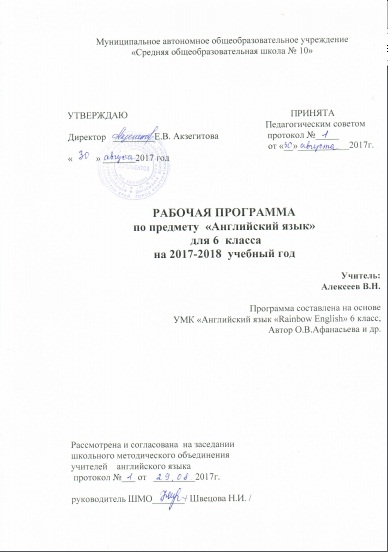 Муниципальное автономное общеобразовательное учреждение
«Средняя общеобразовательная школа № 10»
УТВЕРЖДАЮ
ПРИНЯТА
Педагогическим советом
Директор Е.В. Акзегитова
протокол № 1
« 30 » августа 2017 год
от «30» августа 2017г.
РАБОЧАЯ ПРОГРАММА
по предмету «Английский язык»
для 6 класса
на 2017-2018 учебный год
Учитель:
Алексеев В.Н.
Программа составлена на основе
УМК «Английский язык «Rainbow English» 6 класс,
Автор О.В.Афанасьева и др.
Рассмотрена и согласована на заседании
школьного методического объединения
учителей английского языка
протокол № 1 от 29.08 2017г.
руководитель ШМО / Швецова Н.И. /